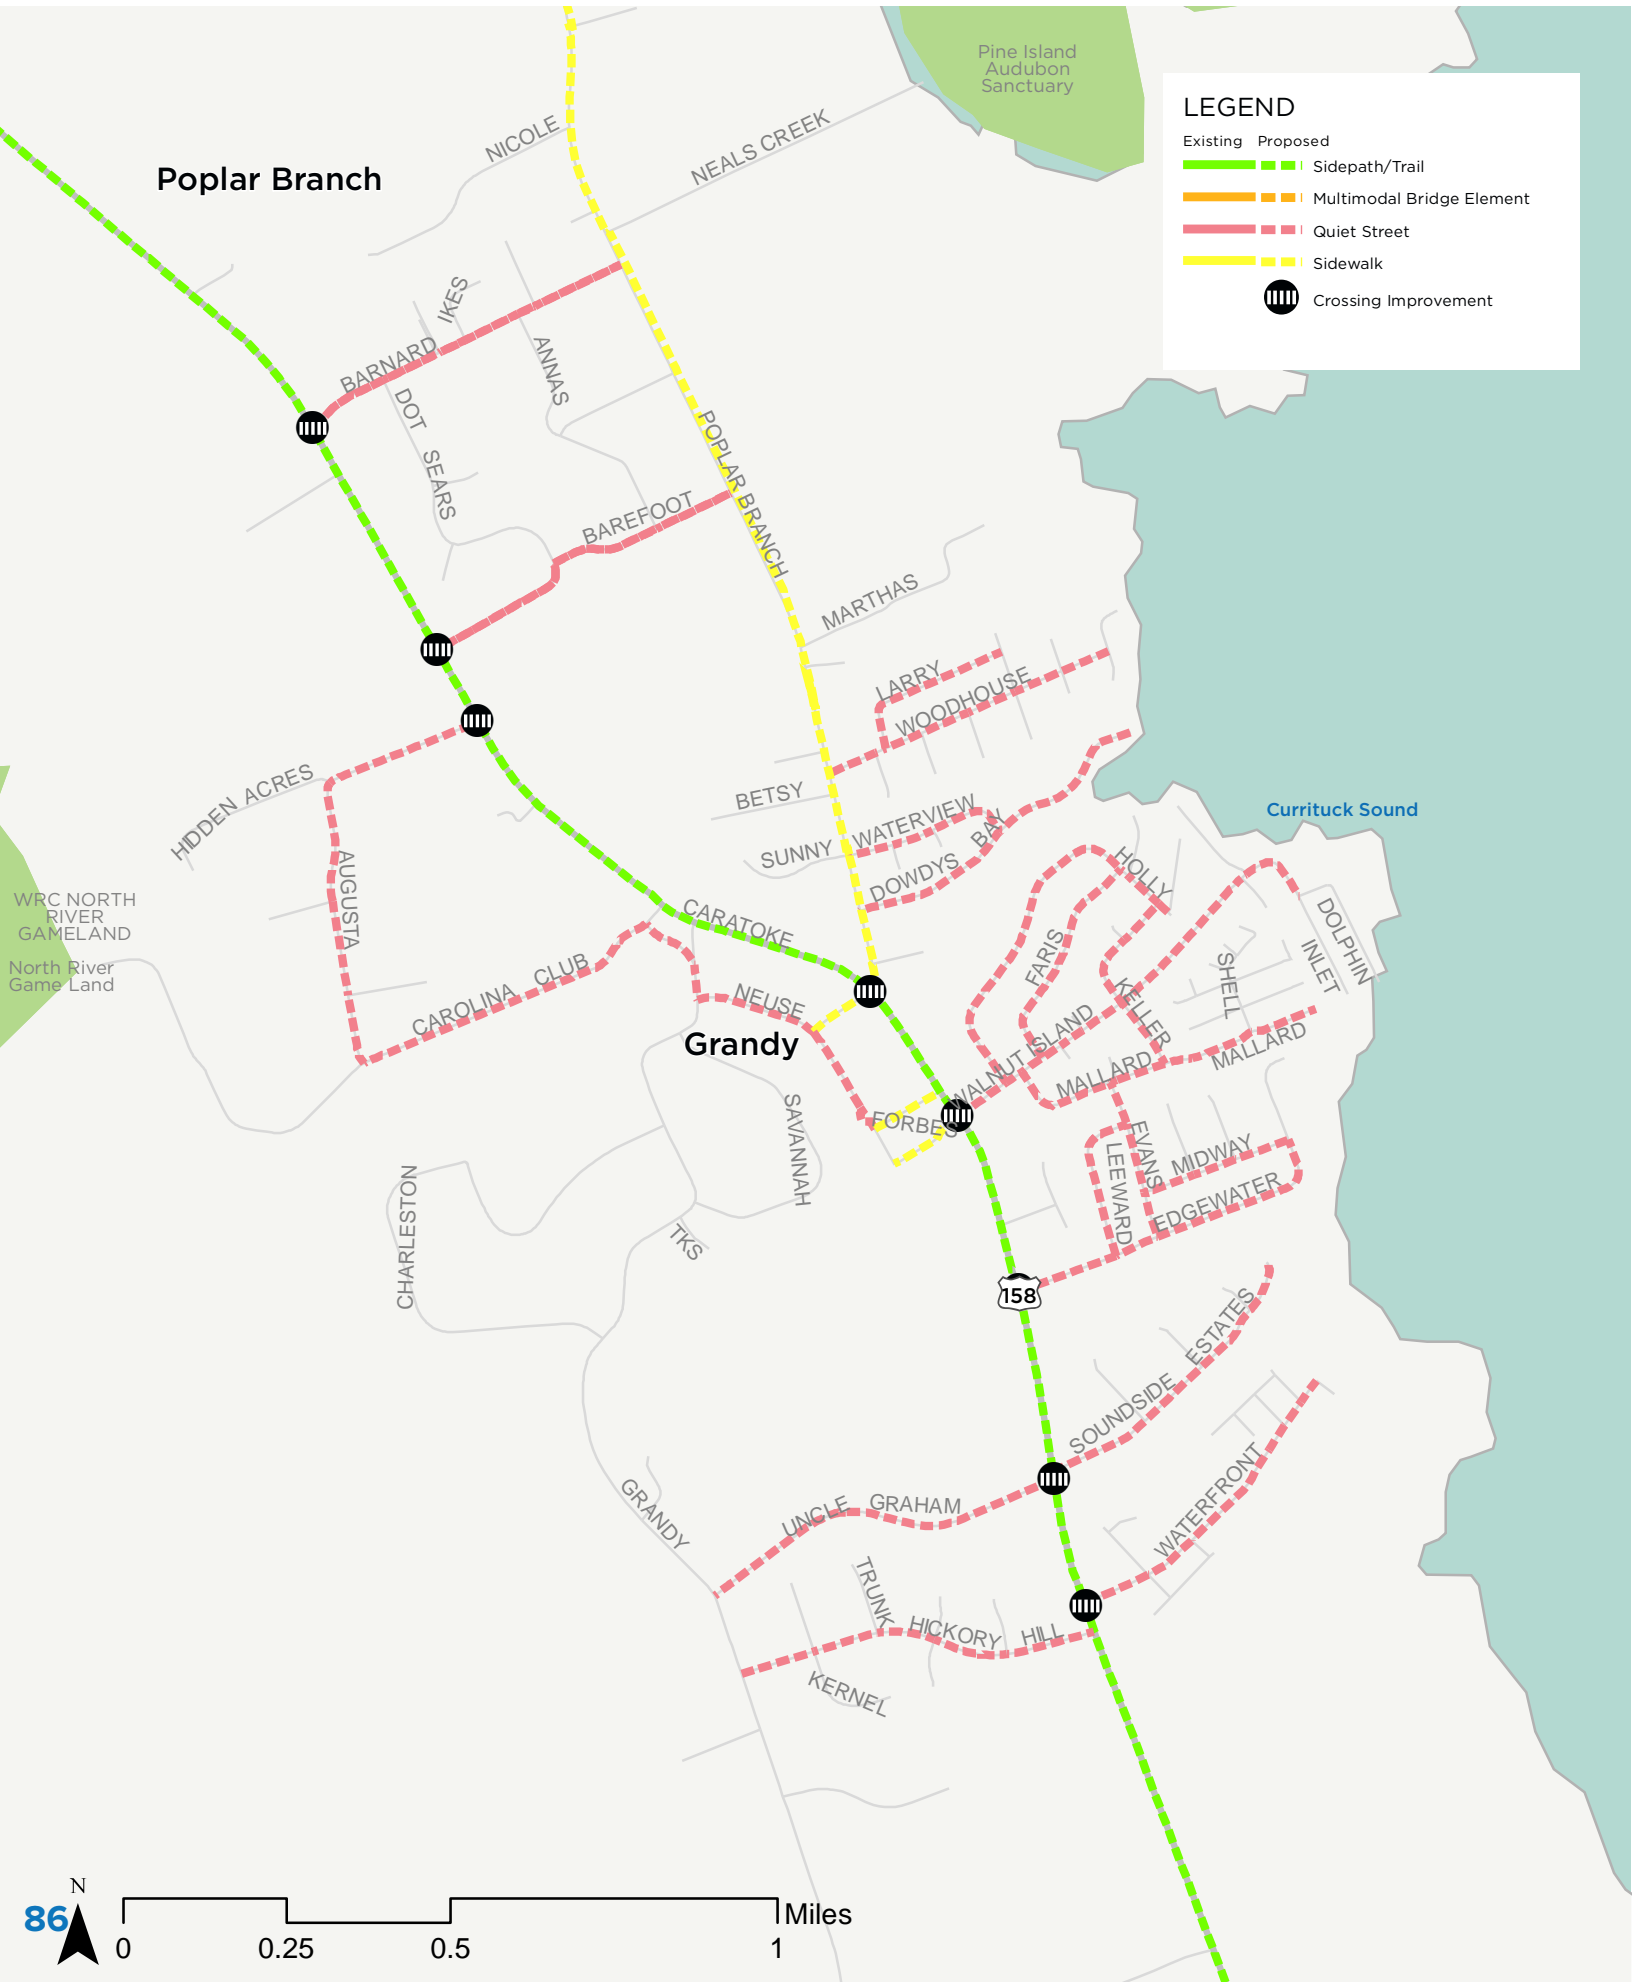 Pine Island
Audubon
Sanctuary
LEGEND
Existing Proposed
Sidepath/Trail
Multimodal Bridge Element
Quiet Street
Sidewalk
Crossing Improvement
NICOLE
NEALS CREEK
Poplar Branch
IKES
BARNARD
ANNAS
DOT
SEARS
POPLAR BRANCH
BAREFOOT
MARTHAS
LARRY
WOODHOUSE
HIDDEN ACRES
BETSY
Currituck Sound
SUNNY
WATERVIEW
DOWDYS BAY
HOLLY
AUGUSTA
WRC NORTH
RIVER
GAMELAND
North River
Game Land
CARATOKE
FARIS
DOLPHIN
INLET
SHELL
CAROLINA CLUB
NEUSE
KELLER
Grandy
WALNUT ISLAND
MALLARD
MALLARD
FORBES
SAVANNAH
EVANS
LEEWARD
MIDWAY
EDGEWATER
CHARLESTON
TKS
158
SOUNDSIDE ESTATES
WATERFRONT
GRANDY
UNCLE GRAHAM
TRUNK
HICKORY HILL
KERNEL
N
86
Miles
0 0.25 0.5 1